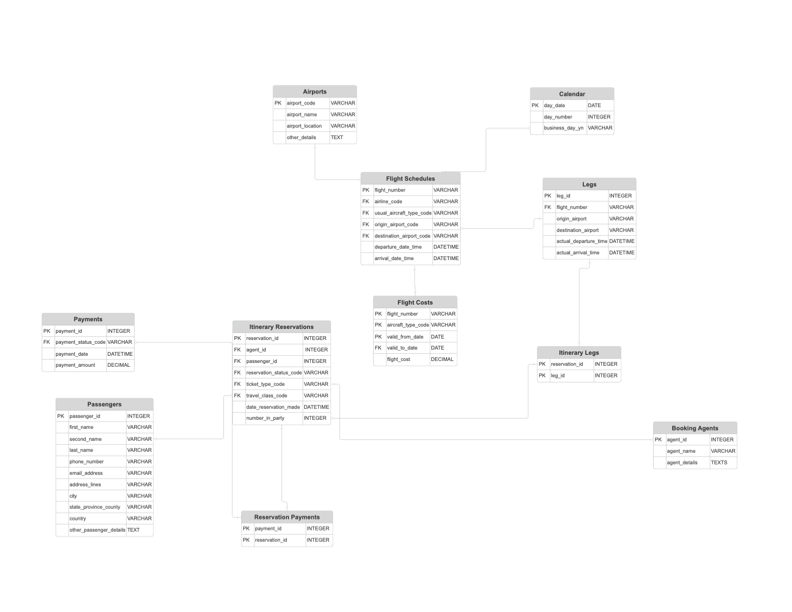 Airports
PK airport_code VARCHAR
airport_name VARCHAR
airport_location VARCHAR
other_details TEXT
Calendar
PK day_date DATE
day_number INTEGER
business_day_yn VARCHAR
Flight Schedules
PK flight_number VARCHAR
FK airline_code VARCHAR
FK usual_aircraft_type_code VARCHAR
FK origin_airport_code VARCHAR
FK destination_airport_code VARCHAR
departure_date_time DATETIME
arrival_date_time DATETIME
Legs
PK leg_id INTEGER
FK flight_number VARCHAR
origin_airport VARCHAR
destination_airport VARCHAR
actual_departure_time DATETIME
actual_arrival_time DATETIME
Flight Costs
PK flight_number VARCHAR
PK aircraft_type_code VARCHAR
PK valid_from_date DATE
FK valid_to_date DATE
flight_cost DECIMAL
Payments
PK payment_id INTEGER
FK payment_status_code VARCHAR
payment_date DATETIME
payment_amount DECIMAL
Itinerary Reservations
PK reservation_id INTEGER
FK agent_id INTEGER
FK passenger_id INTEGER
FK reservation_status_code VARCHAR
FK ticket_type_code VARCHAR
FK travel_class_code VARCHAR
date_reservation_made DATETIME
number_in_party INTEGER
Itinerary Legs
PK reservation_id INTEGER
PK leg_id INTEGER
Passengers
PK passenger_id INTEGER
first_name VARCHAR
second_name VARCHAR
last_name VARCHAR
phone_number VARCHAR
email_address VARCHAR
address_lines VARCHAR
city VARCHAR
state_province_county VARCHAR
country VARCHAR
other_passenger_details TEXT
Booking Agents
PK agent_id INTEGER
agent_name VARCHAR
agent_details TEXTS
Reservation Payments
PK payment_id INTEGER
PK reservation_id INTEGER